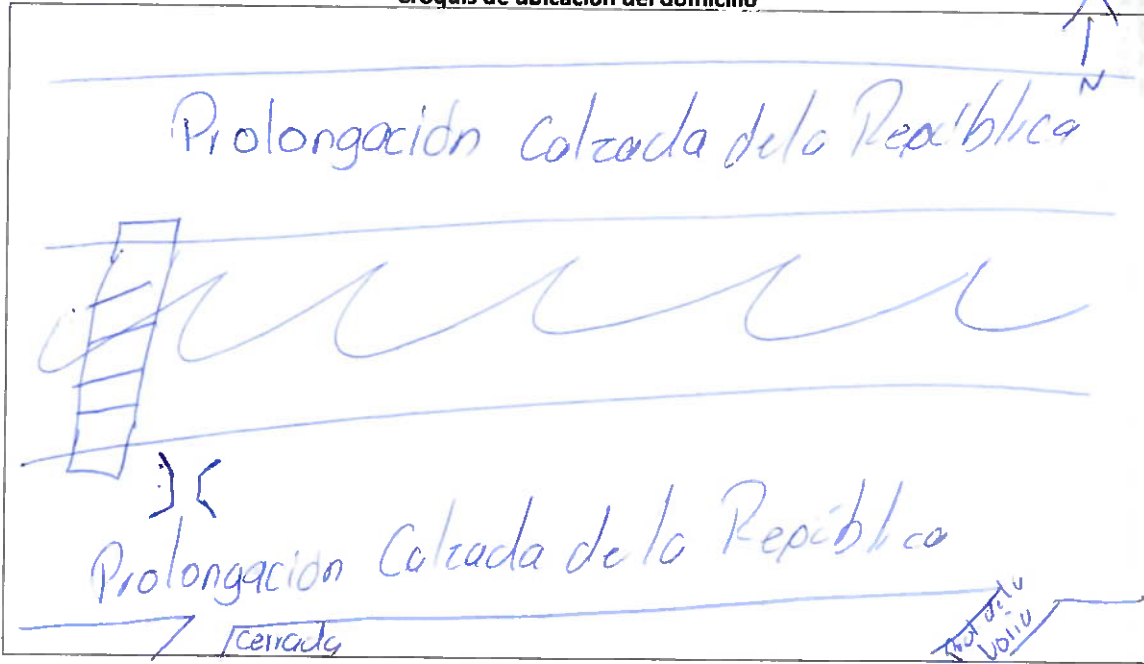 Croquis de ubicación del domicilio
N
Prolongación Calzada de la República
Prolongación Calzada de la República
cerrada